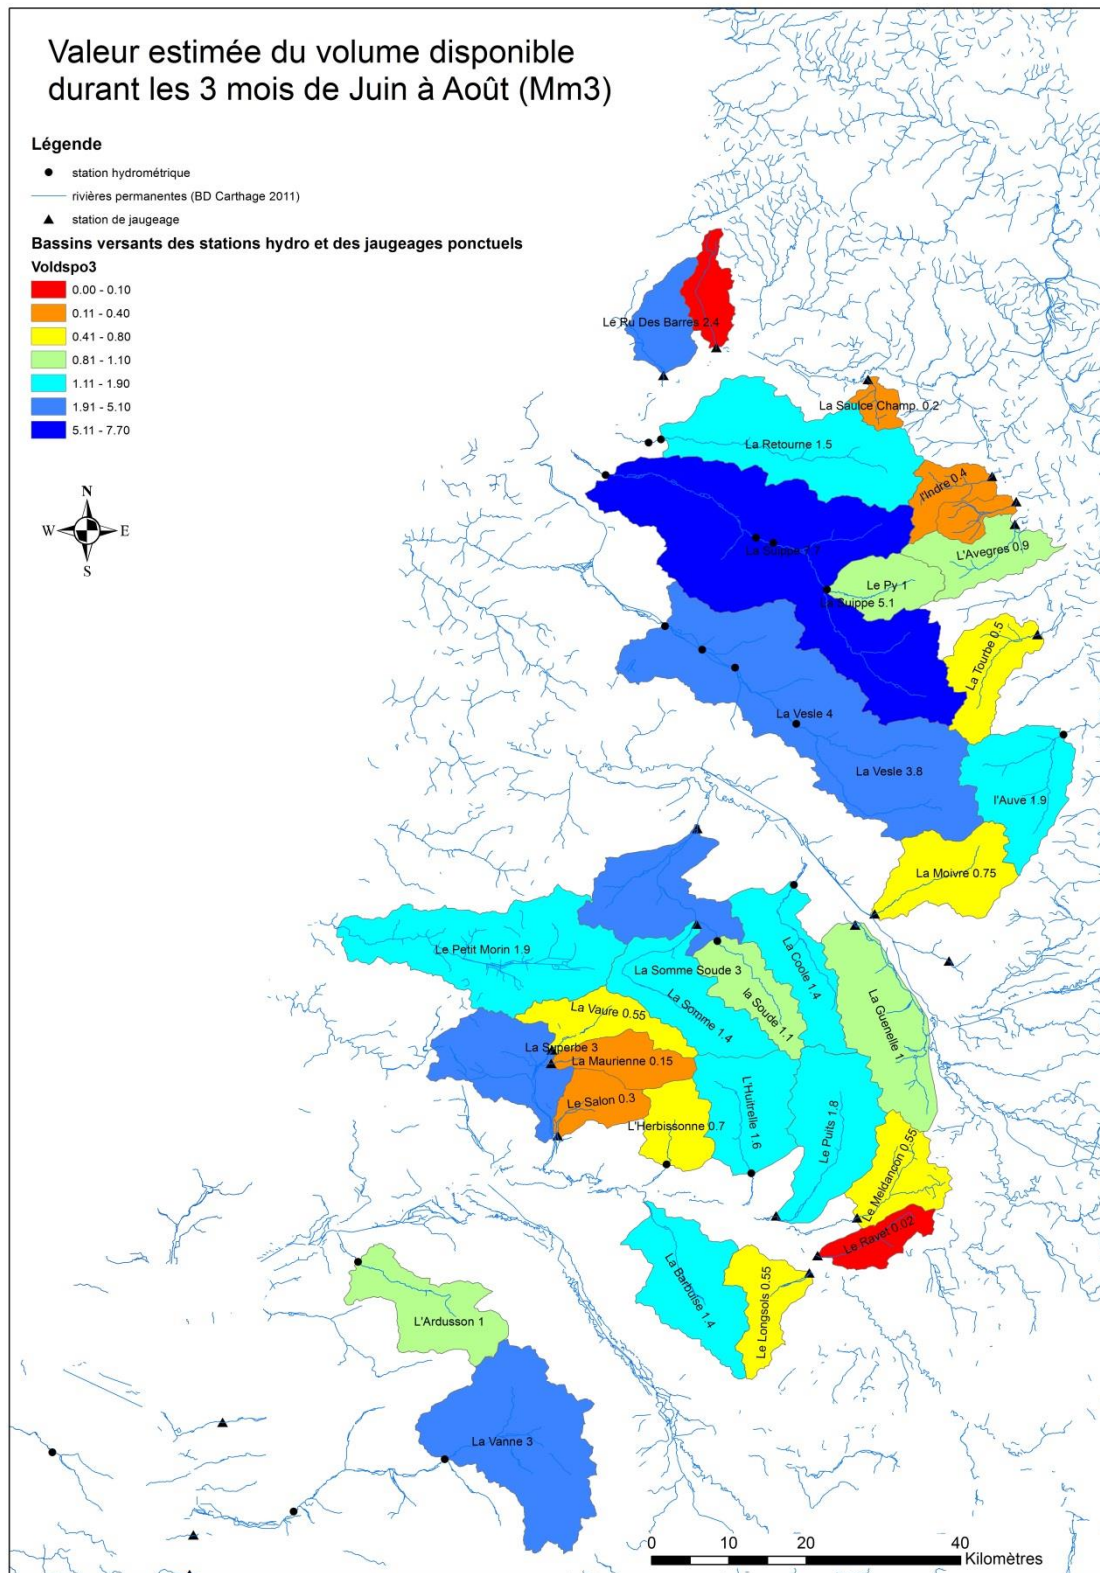 Valeur estimée du volume disponible
durant les 3 mois de Juin à Août (Mm3)
Légende
station hydrométrique
rivières permanentes (BD Carthage 2011)
station de jaugeage
Bassins versants des stations hydro et des jaugeages ponctuels
Voldspo3
0.00 - 0.10
0.11 - 0.40
0.41 - 0.80
0.81 - 1.10
1.11 - 1.90
1.91 - 5.10
5.11 - 7.70
N
W E
S
Le Ru Des Barres 2.4
La Saulce Champ. 0.2
La Retourne 1.5
l'Indre 0.4
La Suippe 7.7
L'Avegres 0.9
Le Py 1
La Suippe 5.1
La Tourbe 0.5
La Vesle 4
La Vesle 3.8
l'Auve 1.9
La Moivre 0.75
Le Petit Morin 1.9
La Somme Soude 3
La Coole 1.4
la Soude 1.1
La Somme 1.4
La Guenelle 1
La Vaure 0.55
La Superbe 3
La Maurienne 0.15
Le Salon 0.3
L'Herbissonne 0.7
L'Huitrelle 1.6
Le Puits 1.8
Le Meldançon 0.55
Le Ravet 0.02
La Barbuise 1.4
Le Longsols 0.55
L'Ardusson 1
La Vanne 3
0 10 20 40
Kilomètres